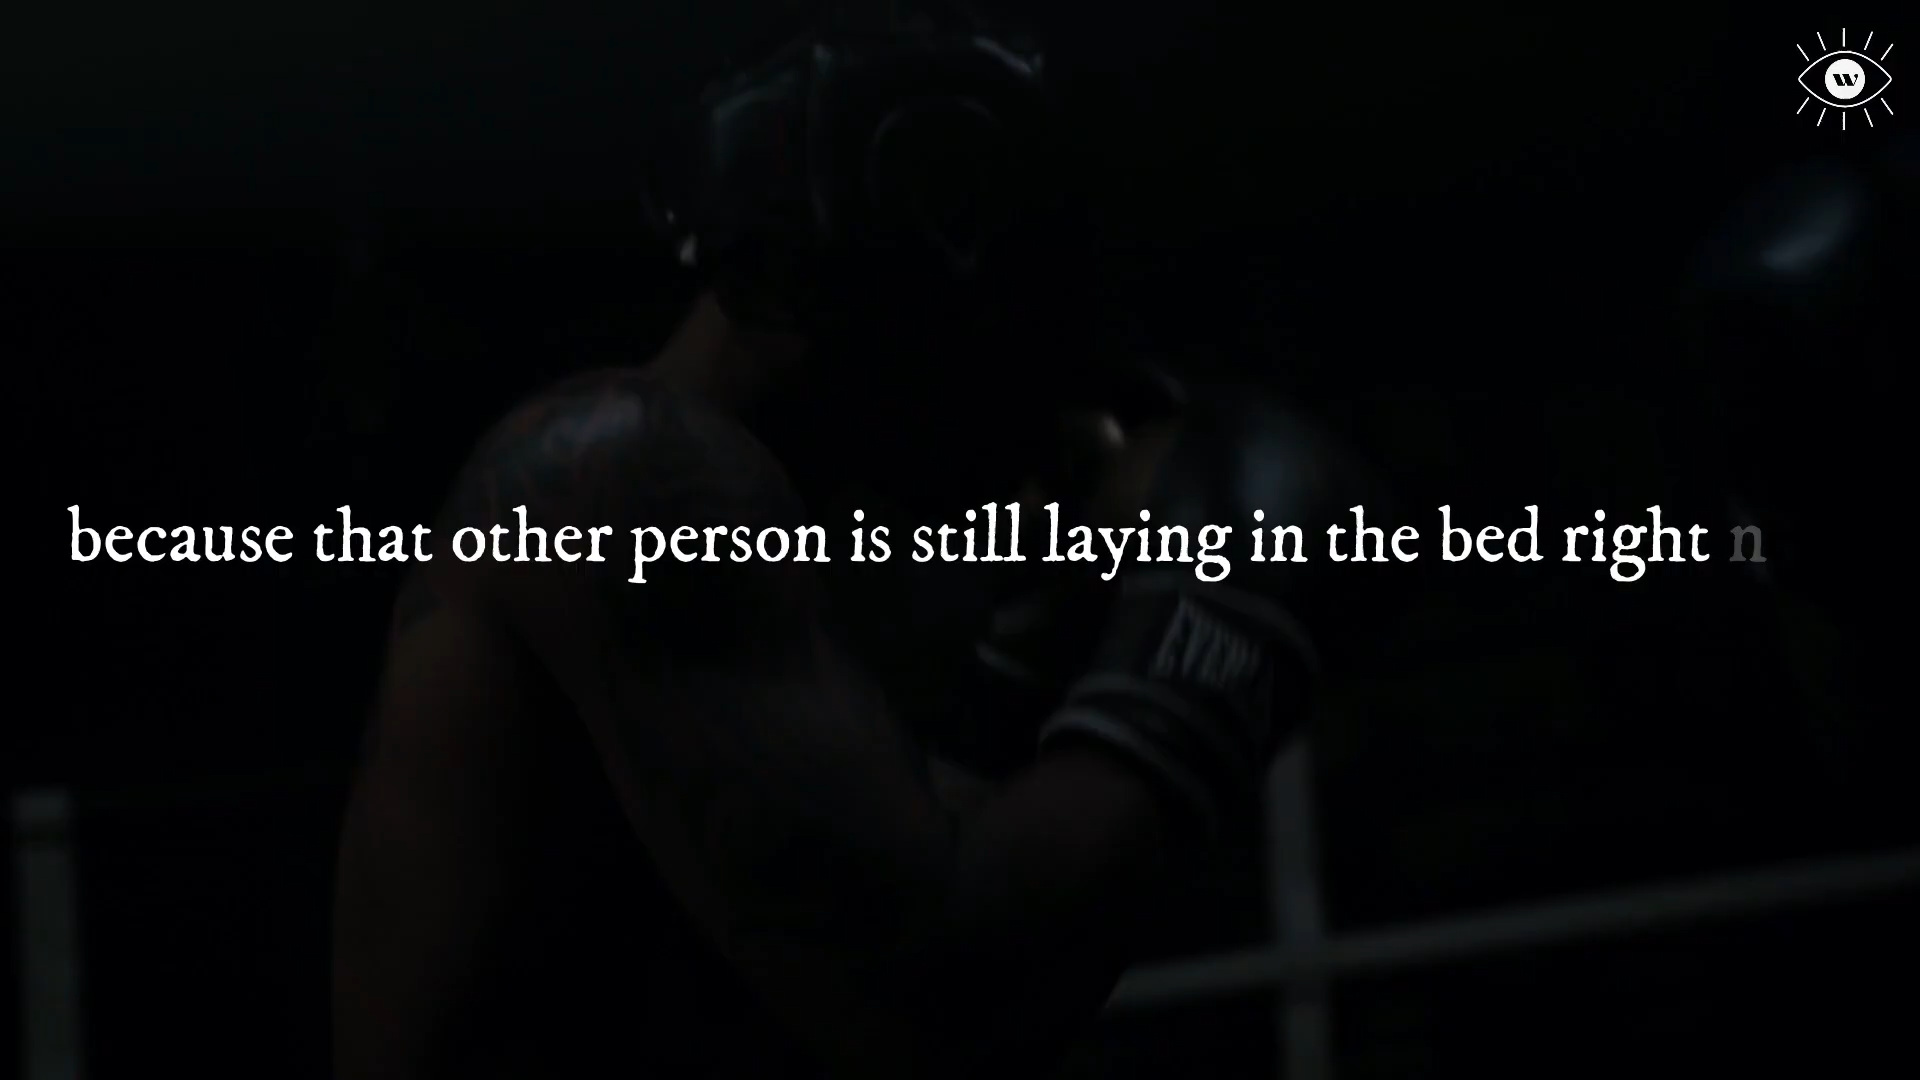 W
because that other person is still laying in the bed right n